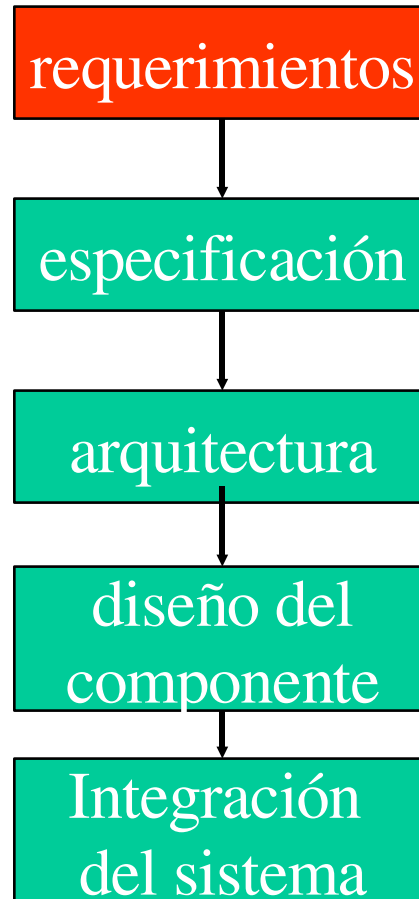 requerimientos
especificación
arquitectura
diseño del
componente
Integración
del sistema